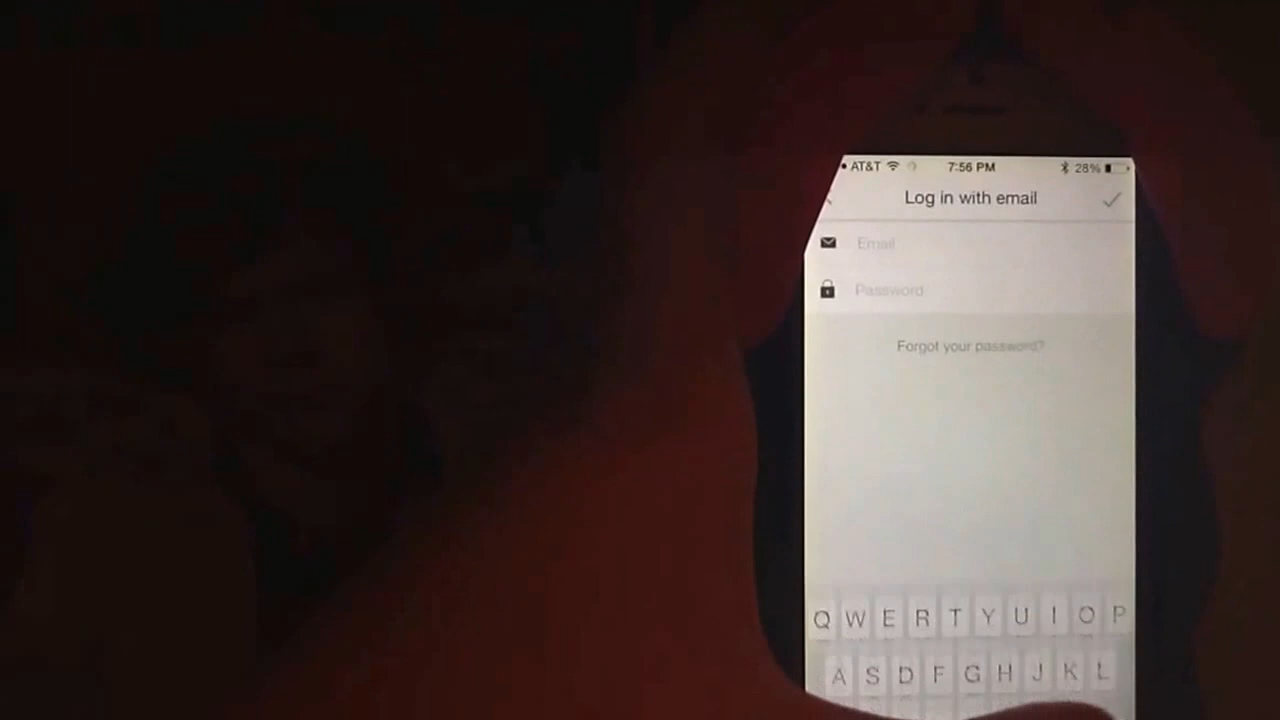 AT&T 7:56 PM 28%
Log in with email
Email
Password
Forgot your password?
Q W E R T Y U I O P
A S D F G H J K L